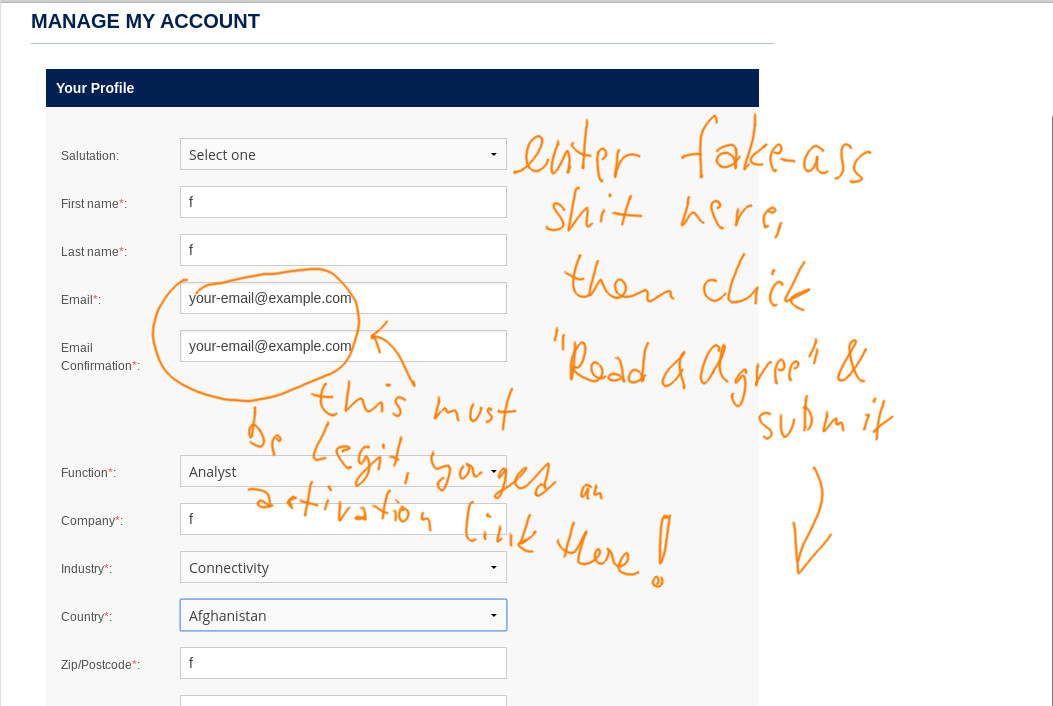 MANAGE MY ACCOUNT
Your Profile
Salutation:
Select one
First name*:
f
Last name*:
f
Email*:
your-email@example.com
Email
Confirmation*:
your-email@example.com
Function*:
Analyst
Company*:
f
Industry*:
Connectivity
Country*:
Afghanistan
Zip/Postcode*:
f
enter fake-ass
shit here,
then click
"Read & Agree" &
submit
this must
be legit, you get an
activation link there!